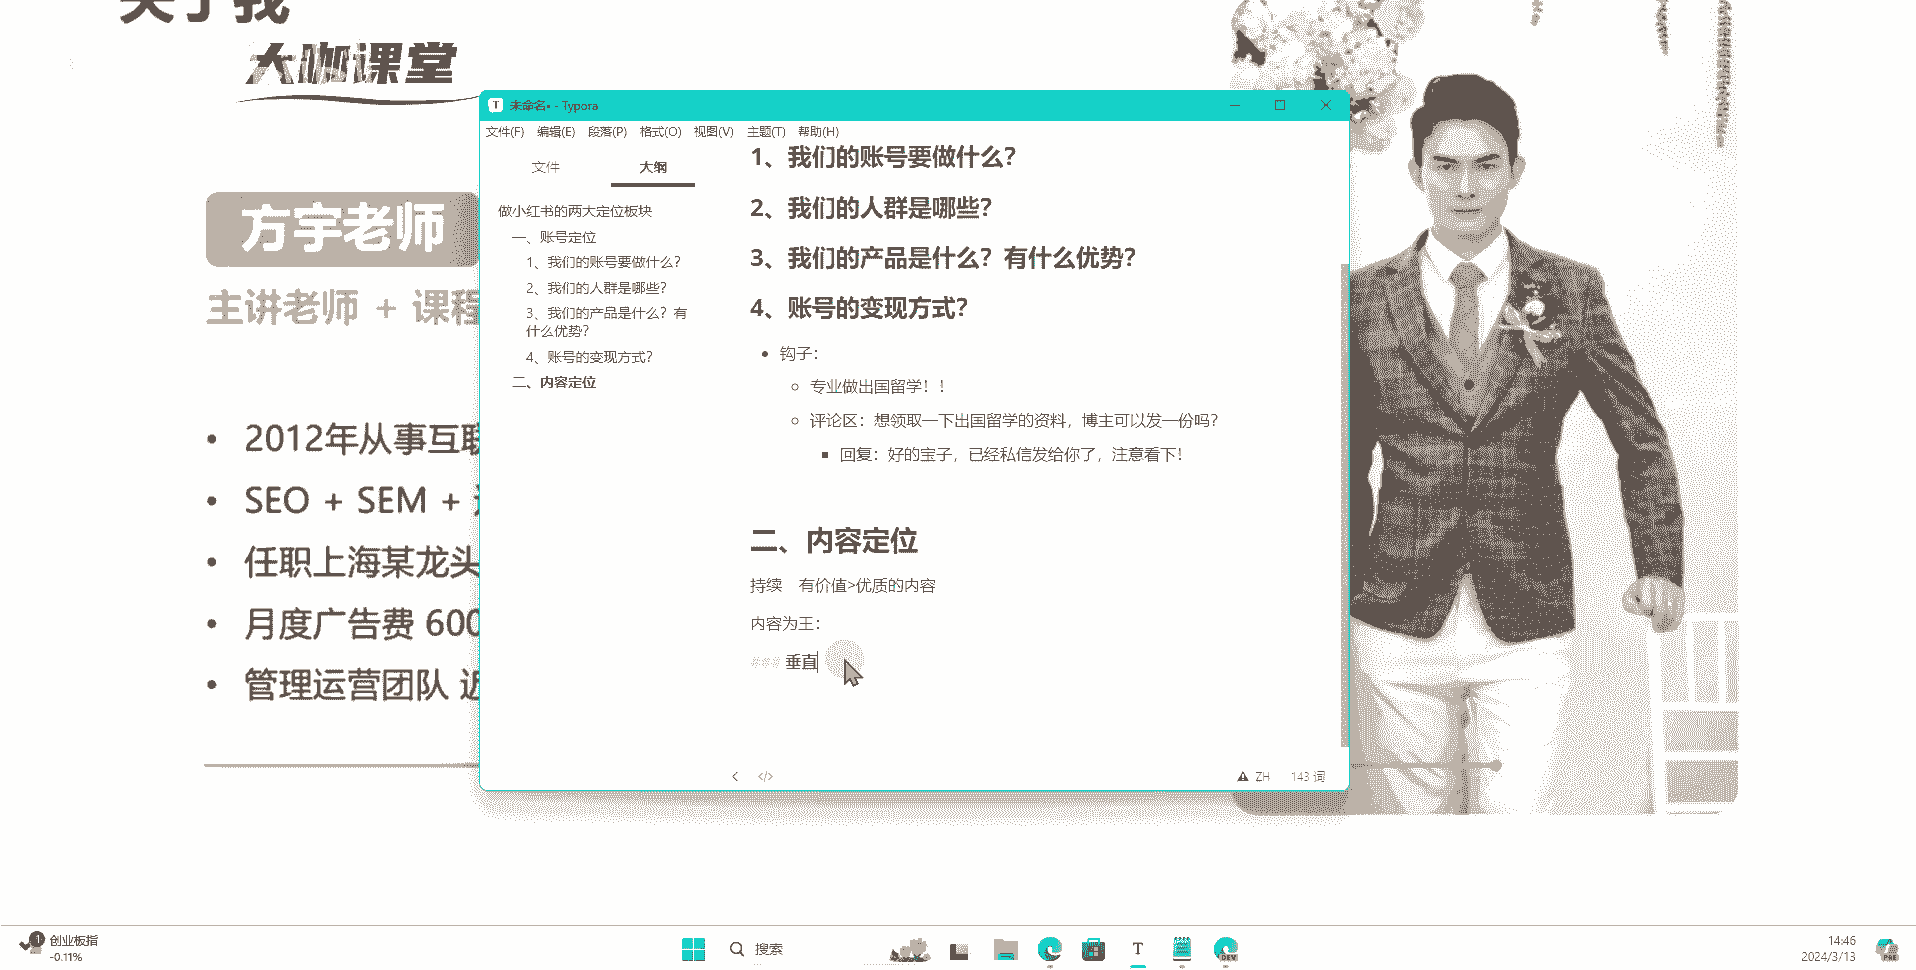 关于我
大咖课堂
方宇老师
主讲老师 + 课程
2012年从事互联
SEO + SEM +
任职上海某龙头
月度广告费 600
管理运营团队 近
未命名• - Typora
文件(F) 编辑(E) 段落(P) 格式(O) 视图(V) 主题(T) 帮助(H)
文件 大纲
做小红书的两大定位板块
一、账号定位
1、我们的账号要做什么？
2、我们的人群是哪些？
3、我们的产品是什么？有
什么优势？
4、账号的变现方式？
二、内容定位
1、我们的账号要做什么？
2、我们的人群是哪些？
3、我们的产品是什么？有什么优势？
4、账号的变现方式？
钩子：
专业做出国留学！！
评论区：想领取一下出国留学的资料，博主可以发一份吗？
回复：好的宝子，已经私信发给你了，注意看下！
二、内容定位
持续 有价值>优质的内容
内容为王：
### 垂直
</> ZH 143 词
1 创业板指
-0.11%
搜索
T
DEV
14:46
2024/3/13
PRE